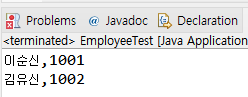 Problems @ Javadoc Declaration
<terminated> EmployeeTest [Java Application
이순신,1001
김유신,1002